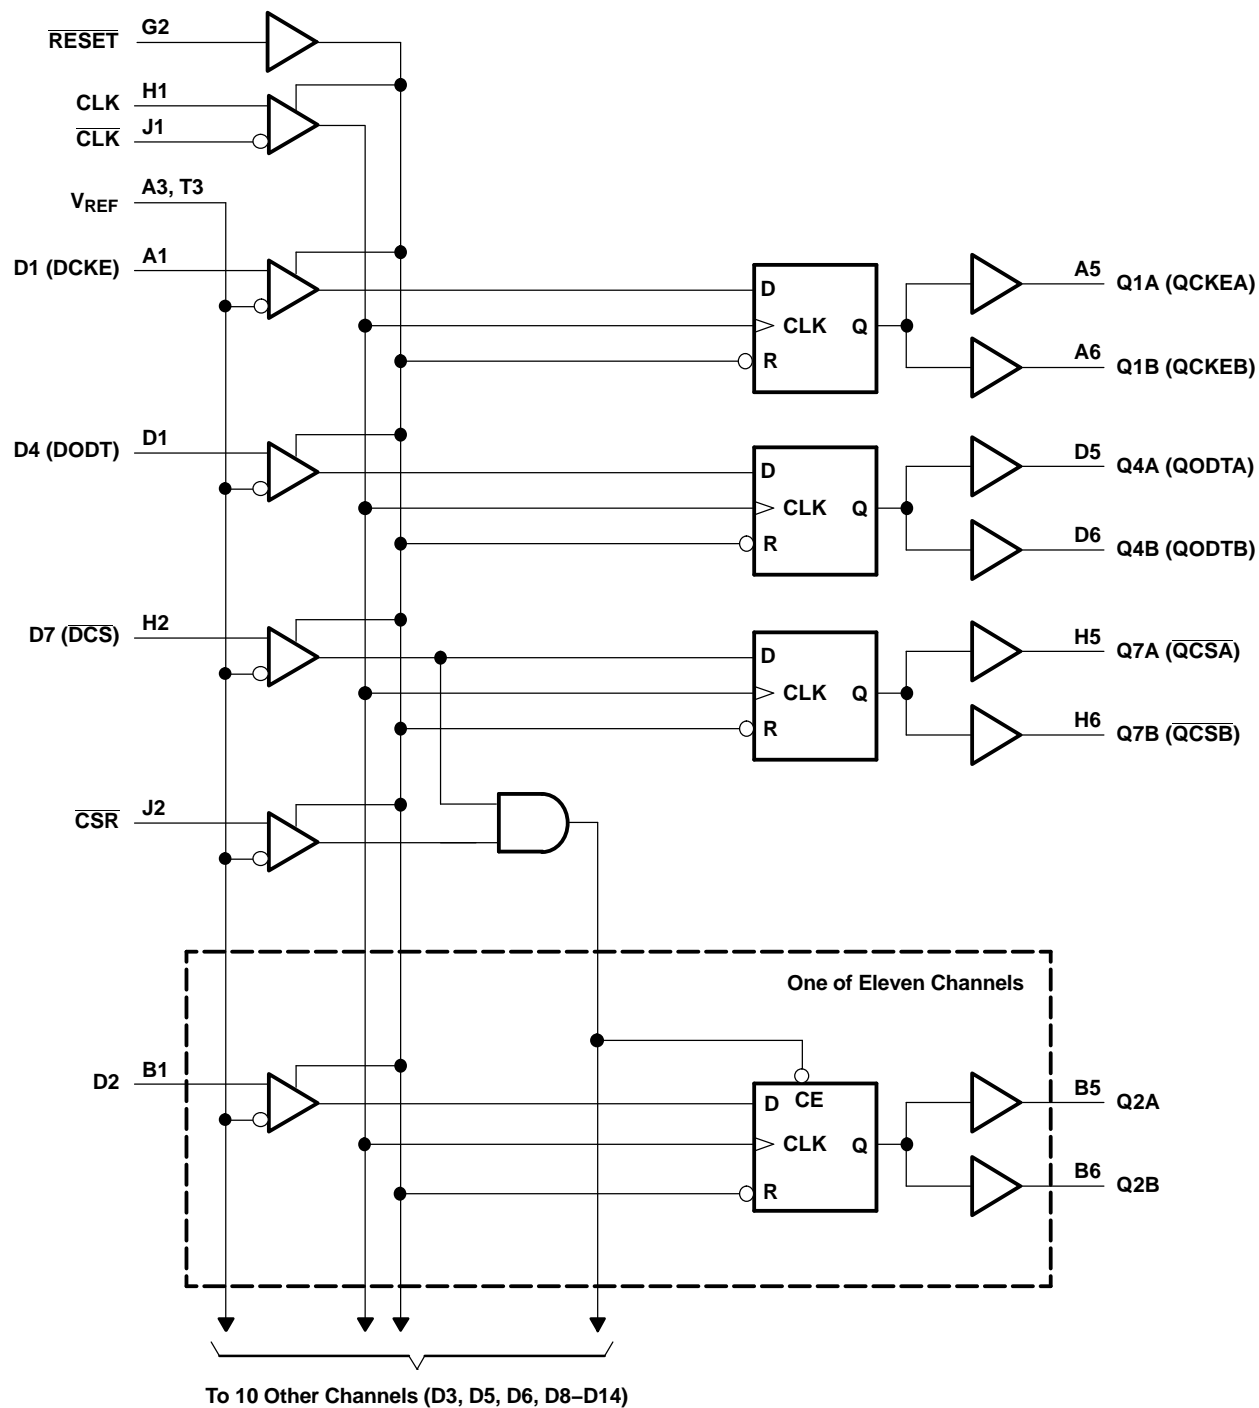 RESET G2
CLK H1
CLK J1
VREF A3, T3
D1 (DCKE) A1
D CLK Q R
A5 Q1A (QCKEA)
A6 Q1B (QCKEB)
D4 (DODT) D1
D CLK Q R
D5 Q4A (QODTA)
D6 Q4B (QODTB)
D7 (DCS) H2
D CLK Q R
H5 Q7A (QCSA)
H6 Q7B (QCSB)
CSR J2
One of Eleven Channels
D2 B1
D CE CLK Q R
B5 Q2A
B6 Q2B
To 10 Other Channels (D3, D5, D6, D8–D14)